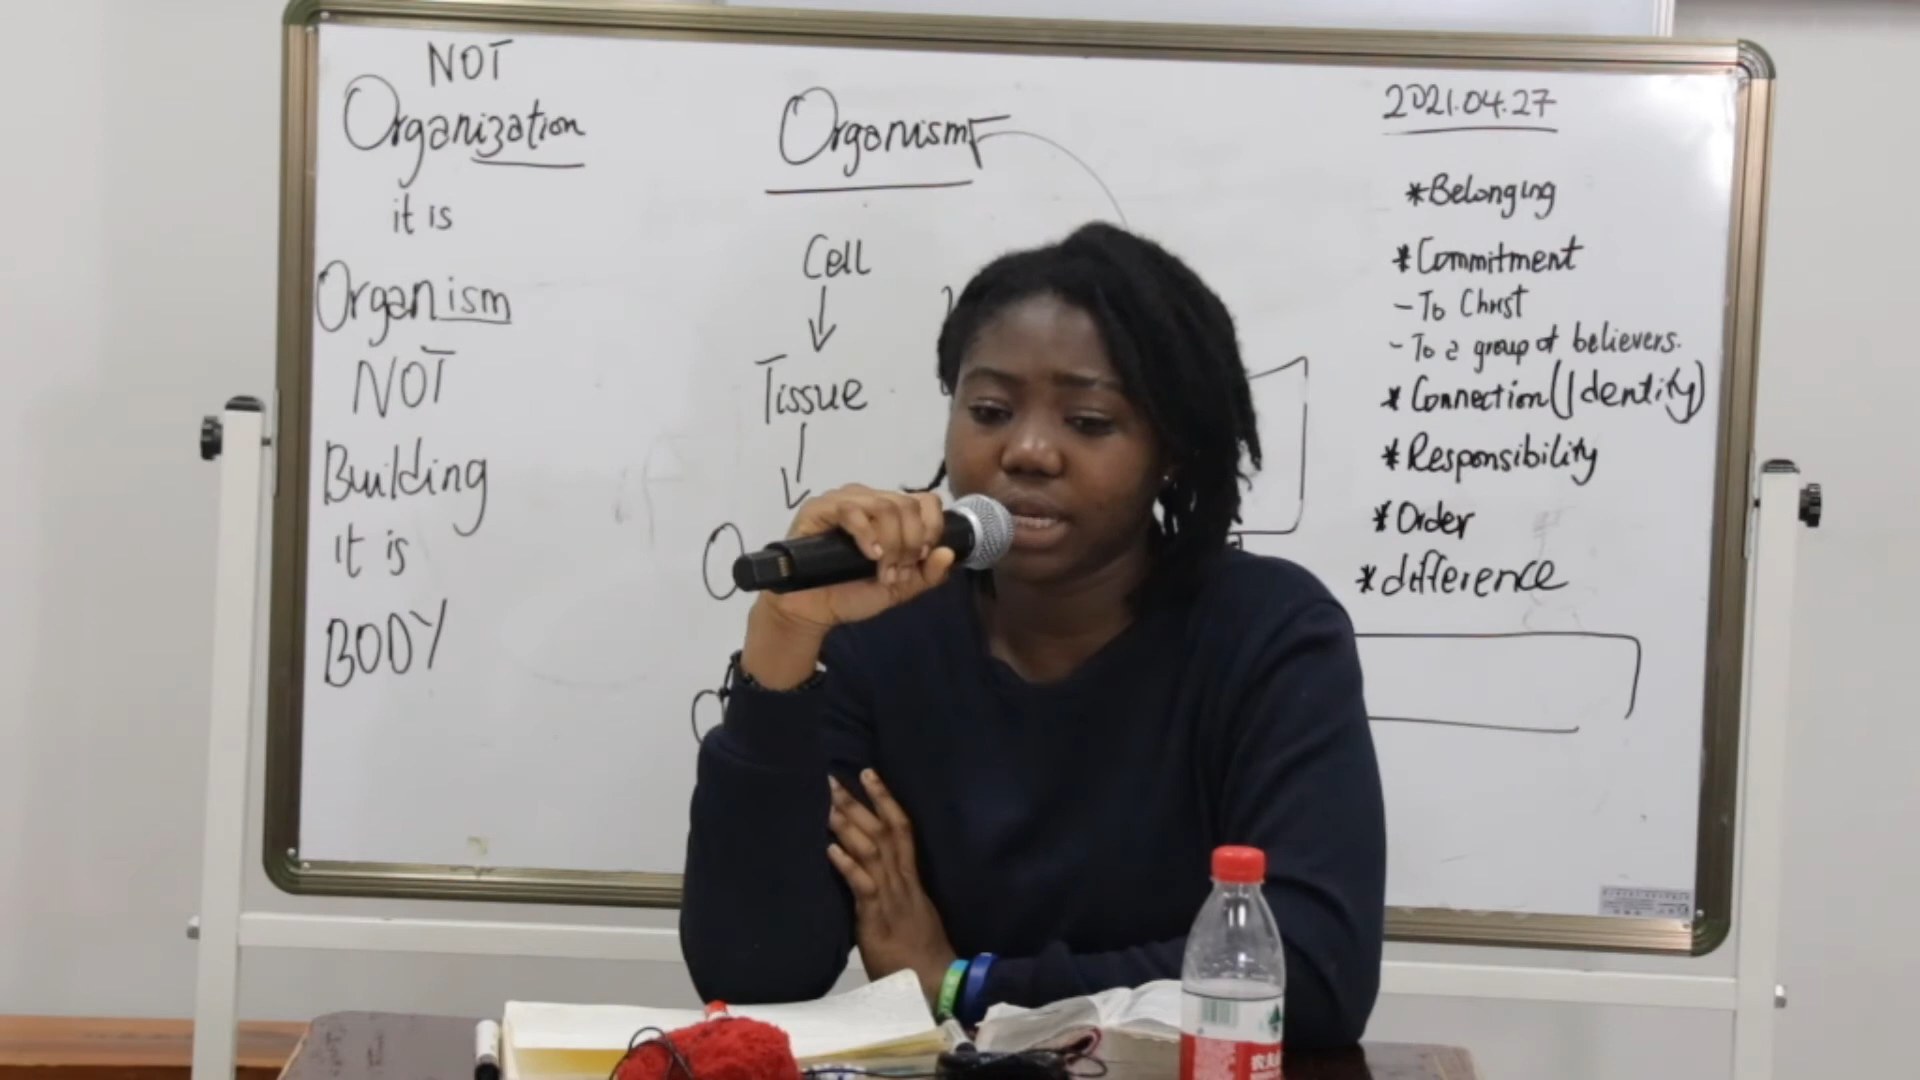 NOT
Organization
it is
Organism
NOT
Building
it is
BODY
Organism
Cell
Tissue
O
2021.04.27
*Belonging
*Commitment
- To Christ
- To a group of believers.
*Connection (Identity)
*Responsibility
*Order
*difference